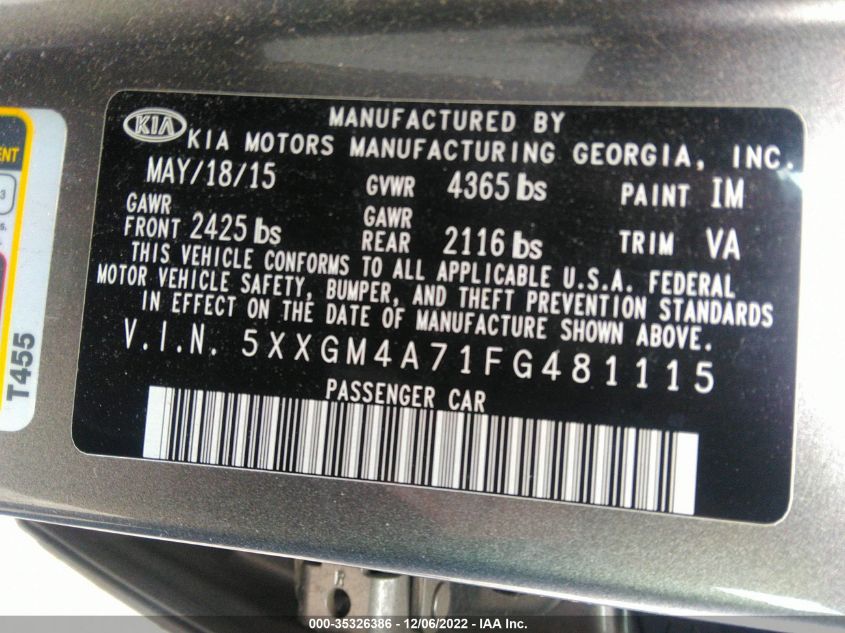 KIA
MANUFACTURED BY
KIA MOTORS MANUFACTURING GEORGIA, INC.
MAY/18/15 GVWR 4365 lbs PAINT IM
GAWR FRONT 2425 lbs GAWR REAR 2116 lbs TRIM VA
THIS VEHICLE CONFORMS TO ALL APPLICABLE U.S.A. FEDERAL
MOTOR VEHICLE SAFETY, BUMPER, AND THEFT PREVENTION STANDARDS
IN EFFECT ON THE DATE OF MANUFACTURE SHOWN ABOVE.
V.I.N. 5XXGM4A71FG481115
PASSENGER CAR
T455
000-35326386 - 12/06/2022 - IAA Inc.